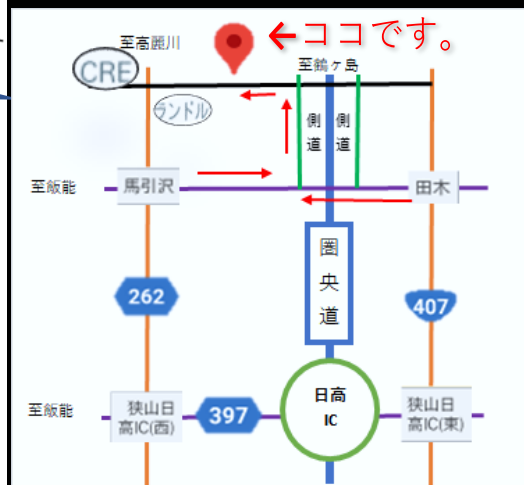 ←ココです。
至高麗川
CRE
至鶴ヶ島
ランドル
側道
側道
至飯能
馬引沢
田木
圏央道
262
407
日高
IC
至飯能
狭山日
高IC(西)
397
狭山日
高IC(東)